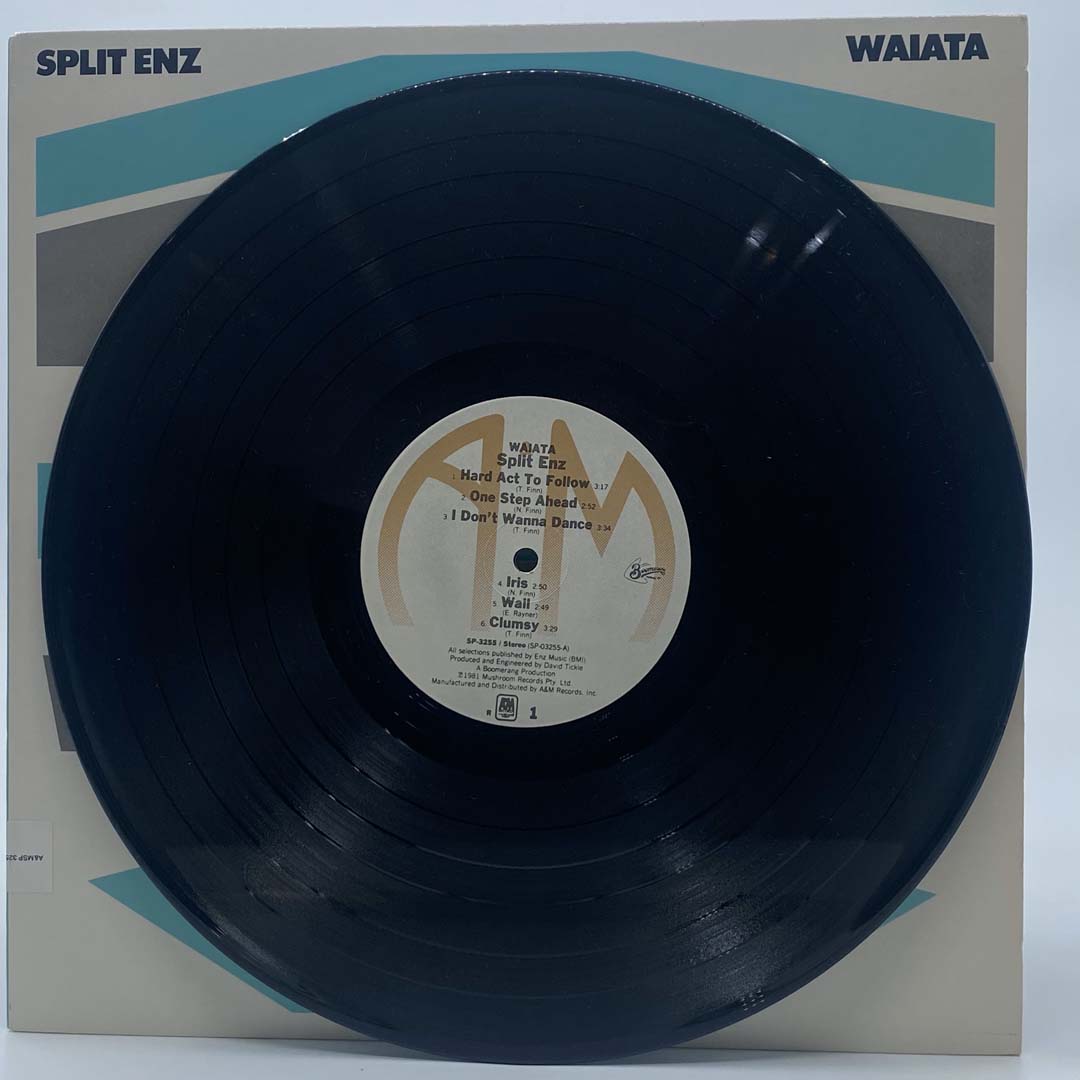 SPLIT ENZ
WAIATA
WAIATA
Split Enz
1. Hard Act To Follow 3:17
(T. Finn)
2. One Step Ahead 2:52
(N. Finn)
3. I Don't Wanna Dance 3:34
(T. Finn)
Boomerang
4. Iris 2:50
(N. Finn)
5. Wail 2:49
(E. Rayner)
6. Clumsy 3:29
(T. Finn)
SP-3255 / Stereo (SP-03255-A)
All selections published by Enz Music (BMI)
Produced and Engineered by David Tickle
A Boomerang Production
℗1981 Mushroom Records Pty. Ltd.
Manufactured and Distributed by A&M Records, Inc.
R 1
A&MSP 325